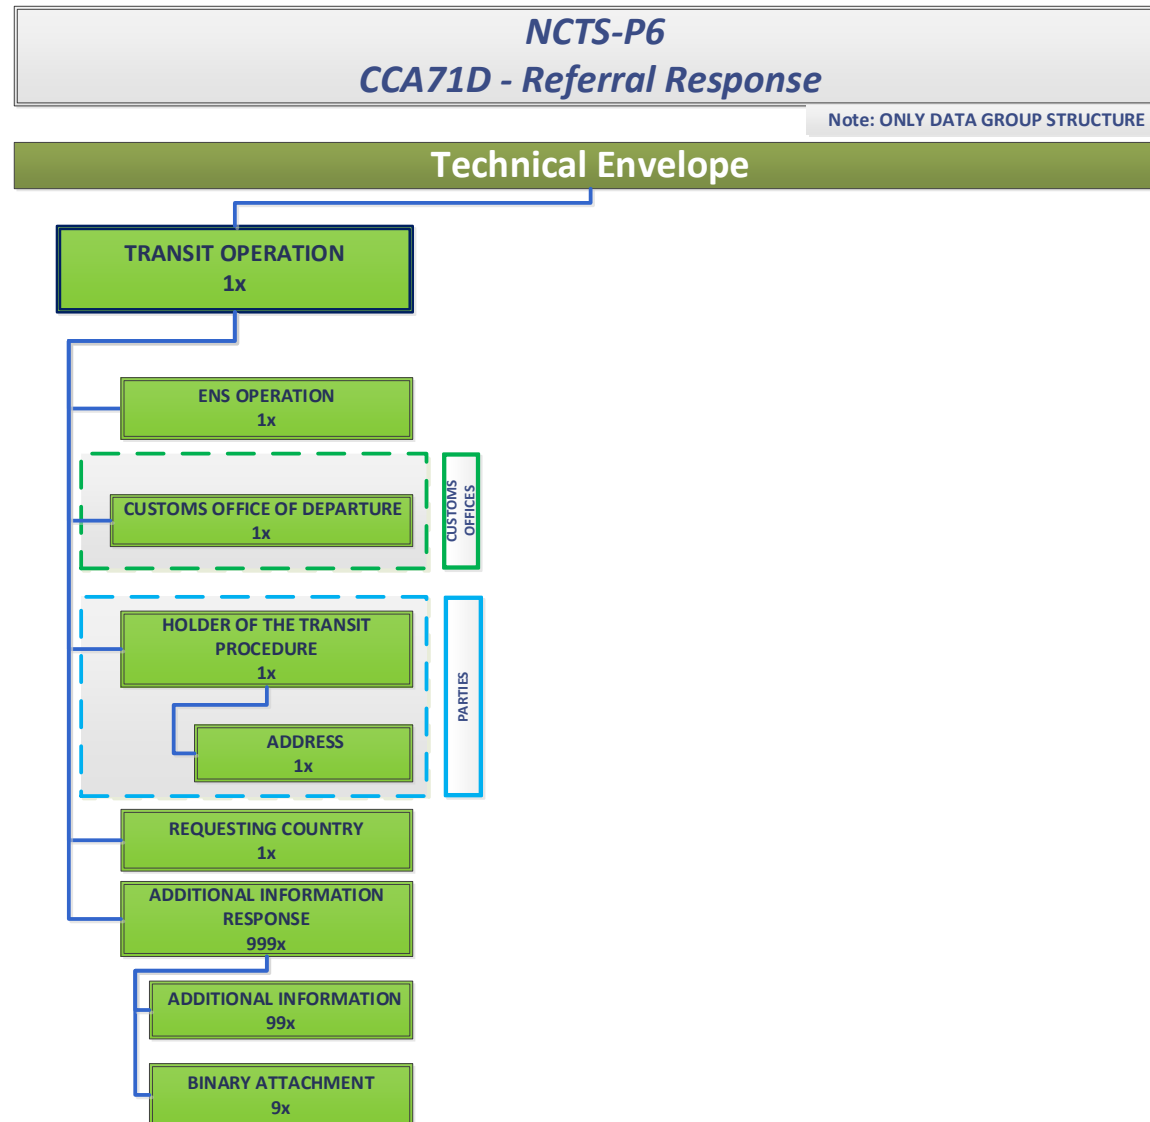 NCTS-P6
CCA71D - Referral Response
Note: ONLY DATA GROUP STRUCTURE
Technical Envelope
TRANSIT OPERATION
1x
ENS OPERATION
1x
CUSTOMS OFFICE OF DEPARTURE
1x
CUSTOMS
OFFICES
HOLDER OF THE TRANSIT
PROCEDURE
1x
ADDRESS
1x
PARTIES
REQUESTING COUNTRY
1x
ADDITIONAL INFORMATION
RESPONSE
999x
ADDITIONAL INFORMATION
99x
BINARY ATTACHMENT
9x